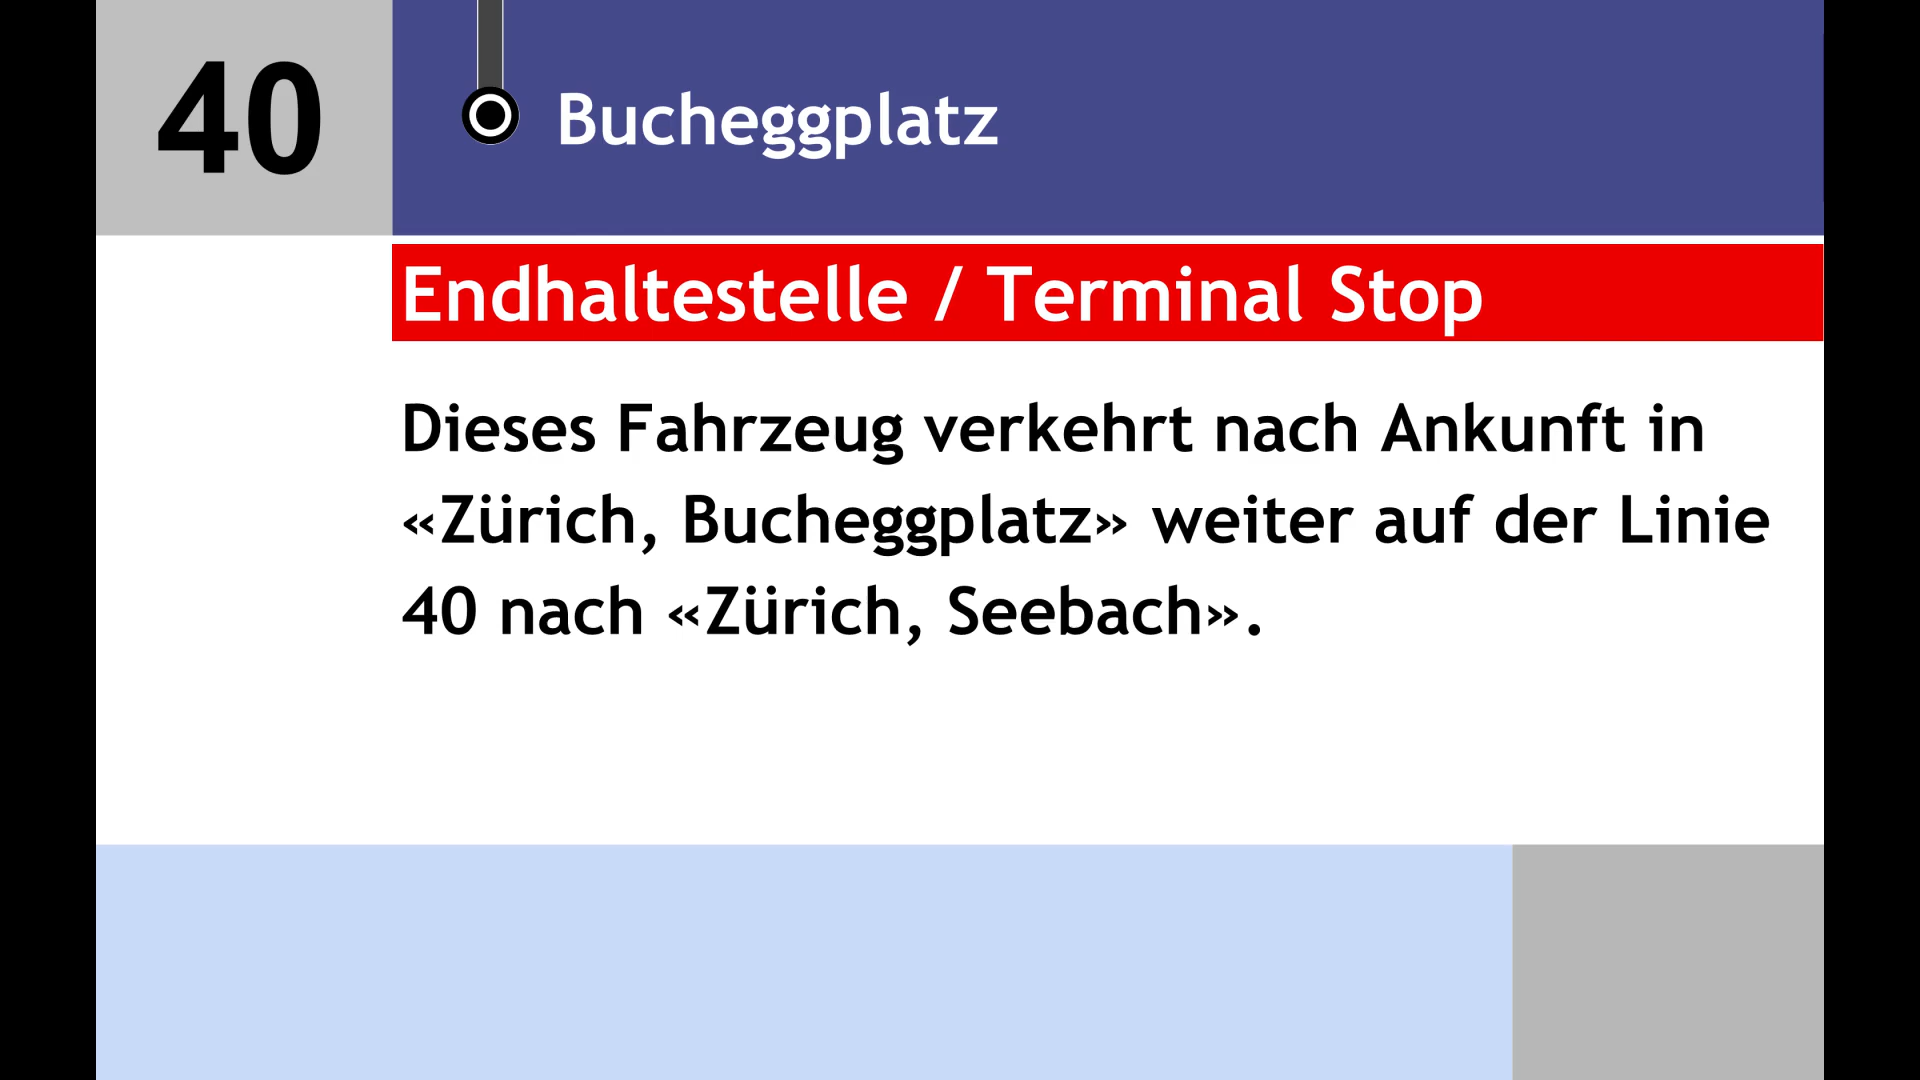 40
Bucheggplatz
Endhaltestelle / Terminal Stop
Dieses Fahrzeug verkehrt nach Ankunft in
«Zürich, Bucheggplatz» weiter auf der Linie
40 nach «Zürich, Seebach».